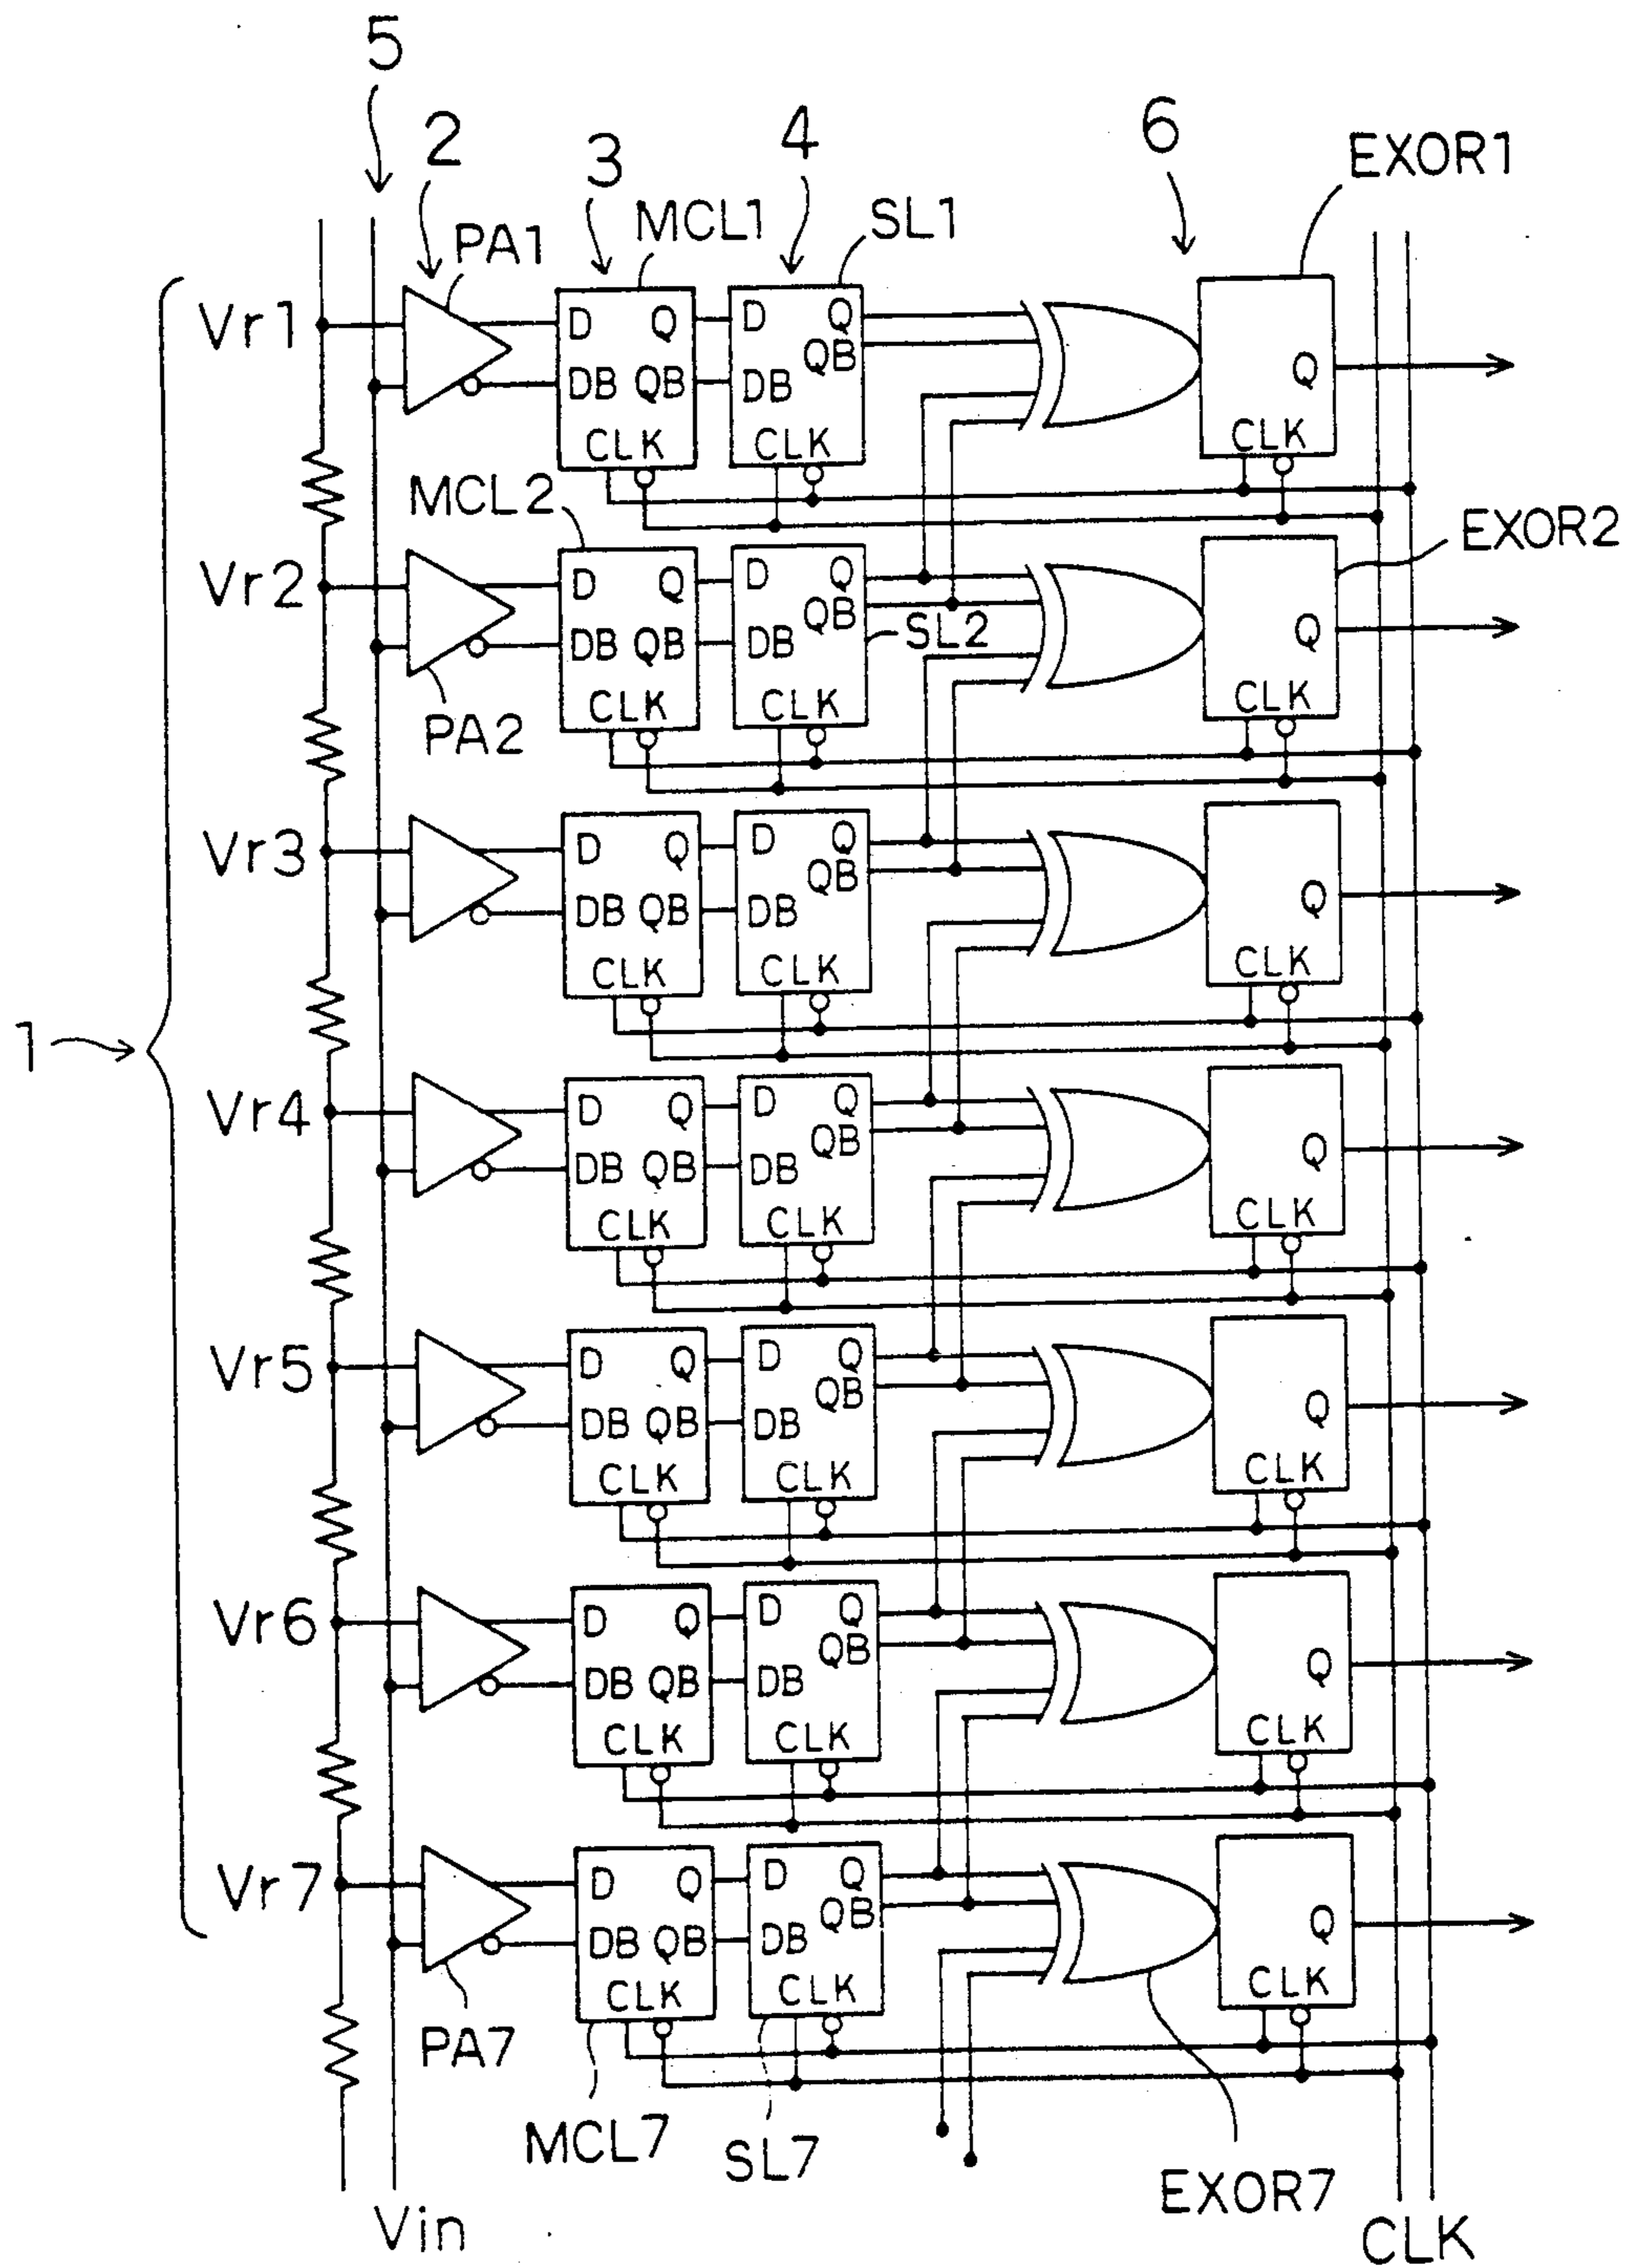 5
2
3
4
6
EXOR1
PA1
MCL1
SL1
Vr1
D Q
DB QB
CLK
D Q
QB
DB
CLK
Q
CLK
MCL2
EXOR2
Vr2
D Q
DB QB
CLK
D Q
QB
DB
CLK
SL2
Q
CLK
PA2
Vr3
D Q
DB QB
CLK
D Q
QB
DB
CLK
Q
CLK
1
Vr4
D Q
DB QB
CLK
D Q
QB
DB
CLK
Q
CLK
Vr5
D Q
DB QB
CLK
D Q
QB
DB
CLK
Q
CLK
Vr6
D Q
DB QB
CLK
D Q
QB
DB
CLK
Q
CLK
Vr7
D Q
DB QB
CLK
D Q
QB
DB
CLK
Q
CLK
PA7
MCL7
SL7
EXOR7
Vin
CLK